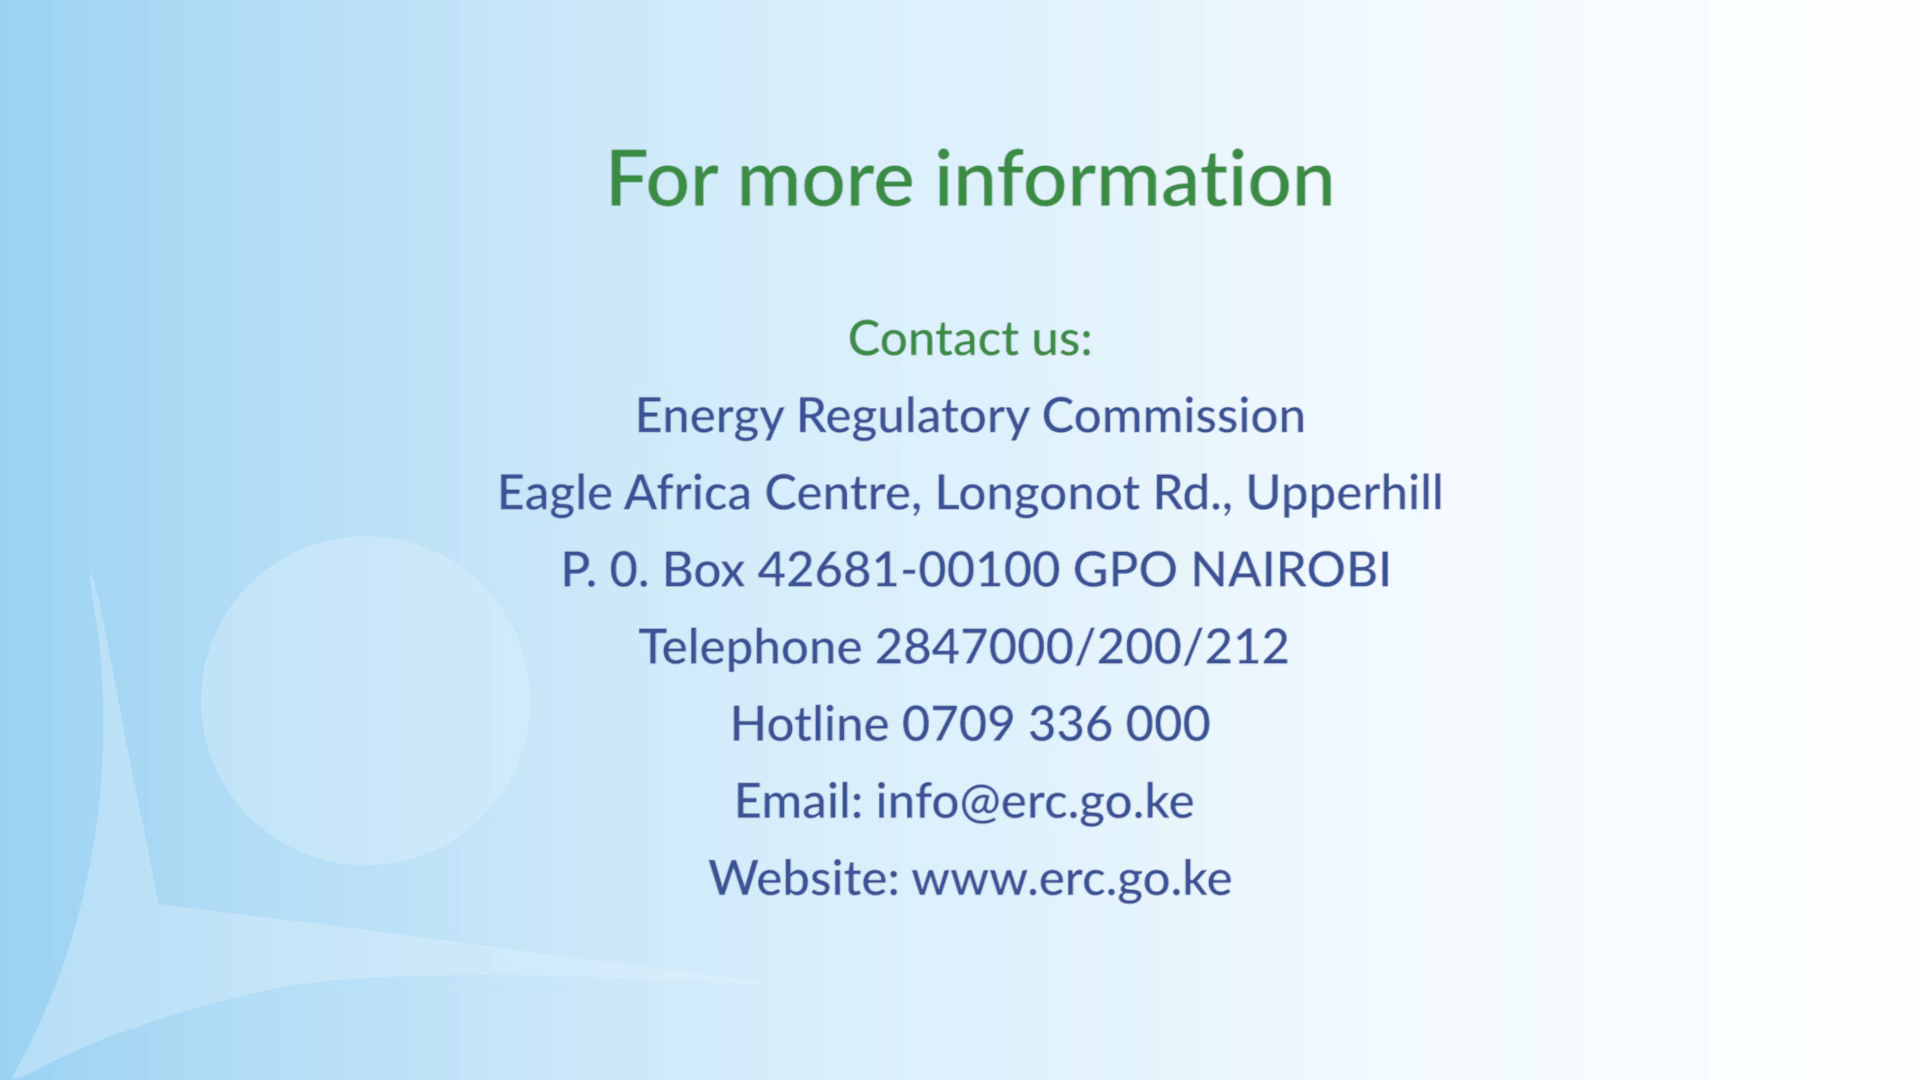 For more information
Contact us:
Energy Regulatory Commission
Eagle Africa Centre, Longonot Rd., Upperhill
P. 0. Box 42681-00100 GPO NAIROBI
Telephone 2847000/200/212
Hotline 0709 336 000
Email: info@erc.go.ke
Website: www.erc.go.ke